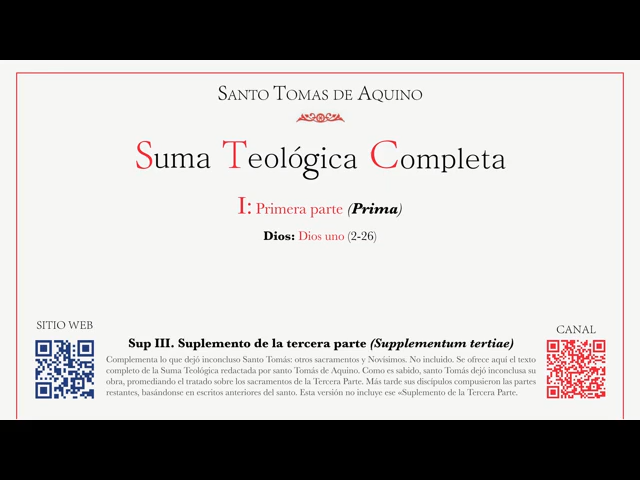 SANTO TOMAS DE AQUINO
Suma Teológica Completa
I: Primera parte (Prima)
Dios: Dios uno (2-26)
SITIO WEB
CANAL
Sup III. Suplemento de la tercera parte (Supplementum tertiae)
Complementa lo que dejó inconcluso Santo Tomás: otros sacramentos y Novísimos. No incluido. Se ofrece aquí el texto
completo de la Suma Teológica redactada por santo Tomás de Aquino. Como es sabido, santo Tomás dejó inconclusa su
obra, promediando el tratado sobre los sacramentos de la Tercera Parte. Más tarde sus discípulos compusieron las partes
restantes, basándose en escritos anteriores del santo. Esta versión no incluye ese «Suplemento de la Tercera Parte.